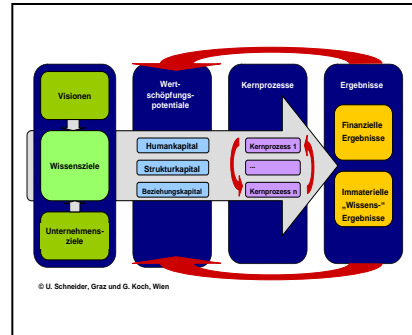 Visionen
Wissensziele
Unternehmens-
ziele
Wert-
schöpfungs-
potentiale
Humankapital
Strukturkapital
Beziehungskapital
Kernprozesse
Kernprozess 1
...
Kernprozess n
Ergebnisse
Finanzielle
Ergebnisse
Immaterielle
„Wissens-“
Ergebnisse
© U. Schneider, Graz und G. Koch, Wien